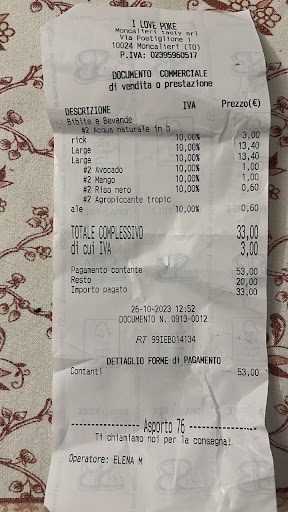 I LOVE POKE
Moncalieri tasty srl
Via Postiglione 1
10024 Moncalieri (TO)
P.IVA: 02395960517
DOCUMENTO COMMERCIALE
di vendita o prestazione
DESCRIZIONE IVA Prezzo(€)
Bibite e Bevande
#2 Acqua naturale in b
rick 10,00% 3,00
Large 10,00% 13,40
Large 10,00% 13,40
#2 Avocado 10,00% 1,00
#2 Mango 10,00% 1,00
#2 Riso nero 10,00% 0,60
#2 Agropiccante tropic
ale 10,00% 0,60
TOTALE COMPLESSIVO 33,00
di cui IVA 3,00
Pagamento contante 53,00
Resto 20,00
Importo pagato 33,00
26-10-2023 12:52
DOCUMENTO N. 0913-0012
RT 99IEB014134
DETTAGLIO FORME di PAGAMENTO
Contanti 53,00
Asporto 76
Ti chiamiamo noi per la consegna!
Operatore: ELENA M